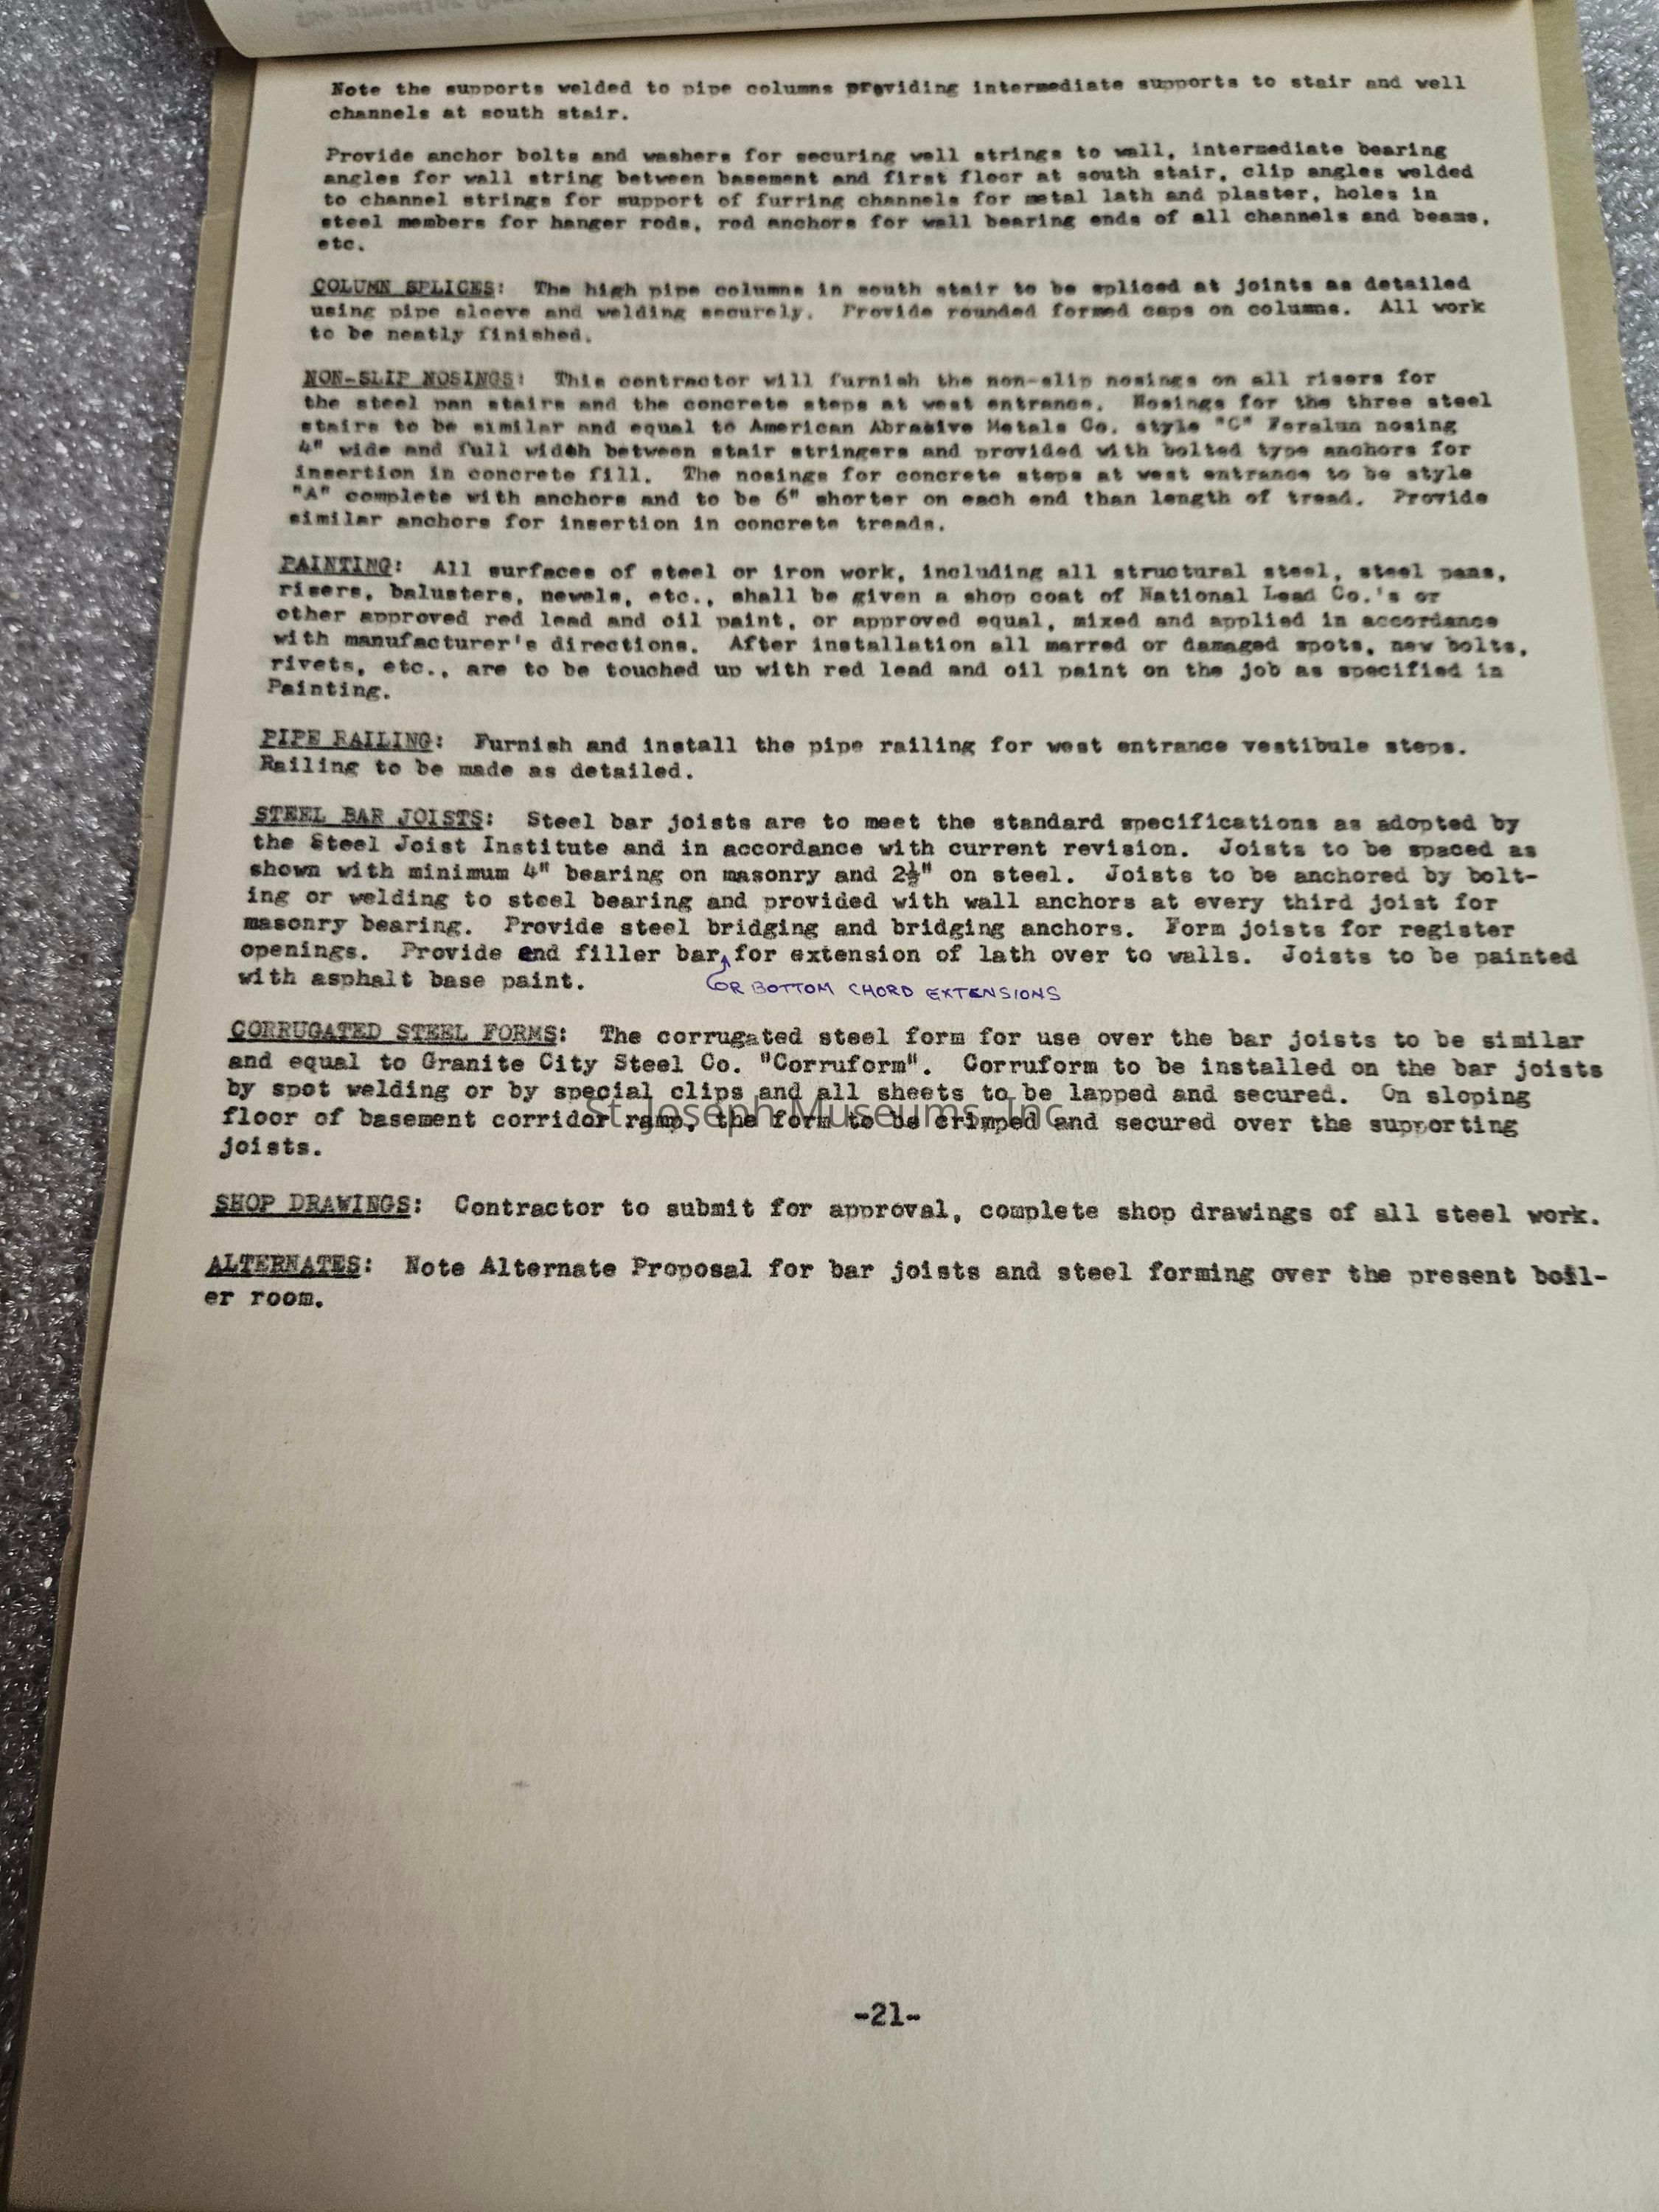 Note the supports welded to pipe columns providing intermediate supports to stair and well
channels at south stair.
Provide anchor bolts and washers for securing wall strings to wall, intermediate bearing
angles for wall string between basement and first floor at south stair, clip angles welded
to channel strings for support of furring channels for metal lath and plaster, holes in
steel members for hanger rods, rod anchors for wall bearing ends of all channels and beams,
etc.
COLUMN SPLICES: The high pipe columns in south stair to be spliced at joints as detailed
using pipe sleeve and welding securely. Provide rounded formed caps on columns. All work
to be neatly finished.
NON-SLIP NOSINGS: This contractor will furnish the non-slip nosings on all risers for
the steel pan stairs and the concrete steps at west entrance. Nosings for the three steel
stairs to be similar and equal to American Abrasive Metals Co. style "C" Feralun nosing
4" wide and full width between stair stringers and provided with bolted type anchors for
insertion in concrete fill. The nosings for concrete steps at west entrance to be style
"A" complete with anchors and to be 6" shorter on each end than length of tread. Provide
similar anchors for insertion in concrete treads.
PAINTING: All surfaces of steel or iron work, including all structural steel, steel pans,
risers, balusters, newels, etc., shall be given a shop coat of National Lead Co.'s or
other approved red lead and oil paint, or approved equal, mixed and applied in accordance
with manufacturer's directions. After installation all marred or damaged spots, new bolts,
rivets, etc., are to be touched up with red lead and oil paint on the job as specified in
Painting.
PIPE RAILING: Furnish and install the pipe railing for west entrance vestibule steps.
Railing to be made as detailed.
STEEL BAR JOISTS: Steel bar joists are to meet the standard specifications as adopted by
the Steel Joist Institute and in accordance with current revision. Joists to be spaced as
shown with minimum 4" bearing on masonry and 2½" on steel. Joists to be anchored by bolt-
ing or welding to steel bearing and provided with wall anchors at every third joist for
masonry bearing. Provide steel bridging and bridging anchors. Form joists for register
openings. Provide end filler bar for extension of lath over to walls. Joists to be painted
with asphalt base paint.
OR BOTTOM CHORD EXTENSIONS
CORRUGATED STEEL FORMS: The corrugated steel form for use over the bar joists to be similar
and equal to Granite City Steel Co. "Corruform". Corruform to be installed on the bar joists
by spot welding or by special clips and all sheets to be lapped and secured. On sloping
floor of basement corridor ramp, the form to be crimped and secured over the supporting
joists.
St. Joseph Museums, Inc.
SHOP DRAWINGS: Contractor to submit for approval, complete shop drawings of all steel work.
ALTERNATES: Note Alternate Proposal for bar joists and steel forming over the present boil-
er room.
-21-